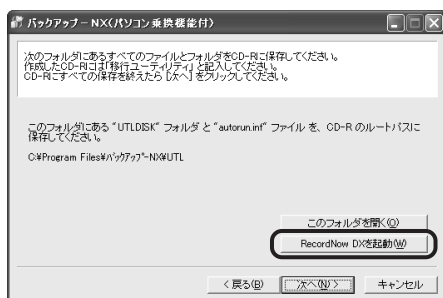 バックアップ－NX(パソコン乗換機能付)
次のフォルダにあるすべてのファイルとフォルダをCD-Rに保存してください。
作成したCD-Rには「移行ユーティリティ」と記入してください。
CD-Rにすべての保存を終えたら［次へ］をクリックしてください。
このフォルダにある"UTLDISK"フォルダと"autorun.inf"ファイル を、CD-R のルートパスに
保存してください。
C:¥Program Files¥ﾊﾞｯｸｱｯﾌﾟ-NX¥UTL
このフォルダを開く(O)
RecordNow DXを起動(W)
< 戻る(B)
次へ(N) >
キャンセル